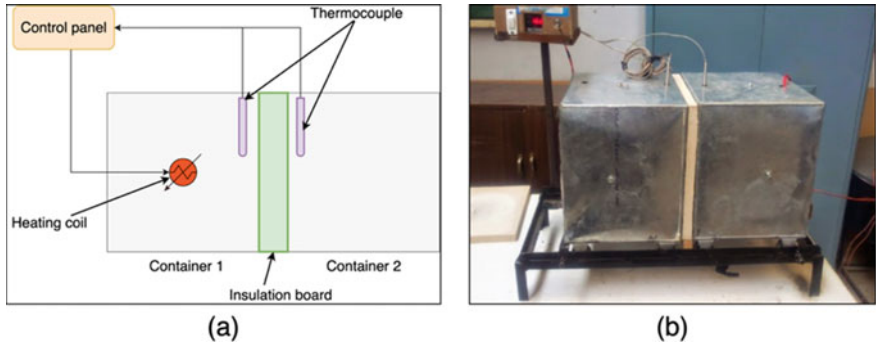 Thermocouple
Control panel
Heating coil
Container 1
Container 2
Insulation board
(a)
(b)